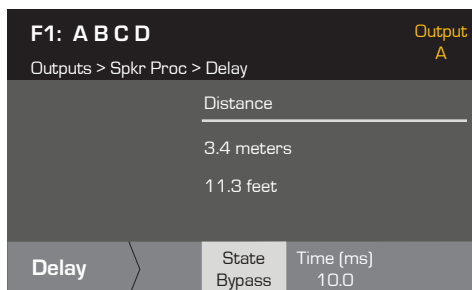 F1: A B C D
Output
A
Outputs > Spkr Proc > Delay
Distance
3.4 meters
11.3 feet
Delay
State
Bypass
Time (ms)
10.0